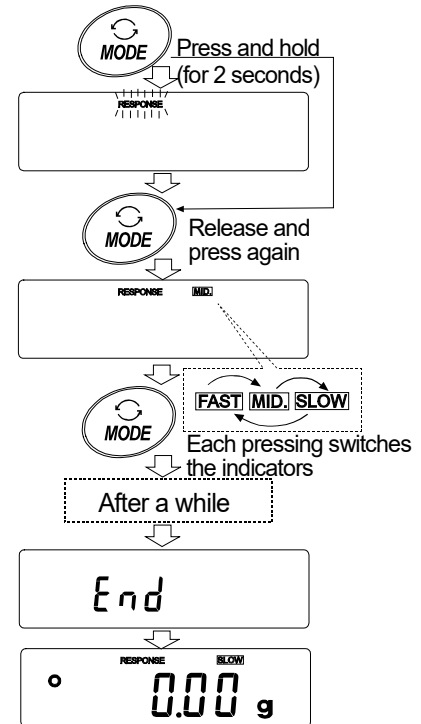 MODE
Press and hold
(for 2 seconds)
RESPONSE
MODE
Release and
press again
RESPONSE MID.
FAST MID. SLOW
MODE
Each pressing switches
the indicators
After a while
End
RESPONSE SLOW
0.00 g